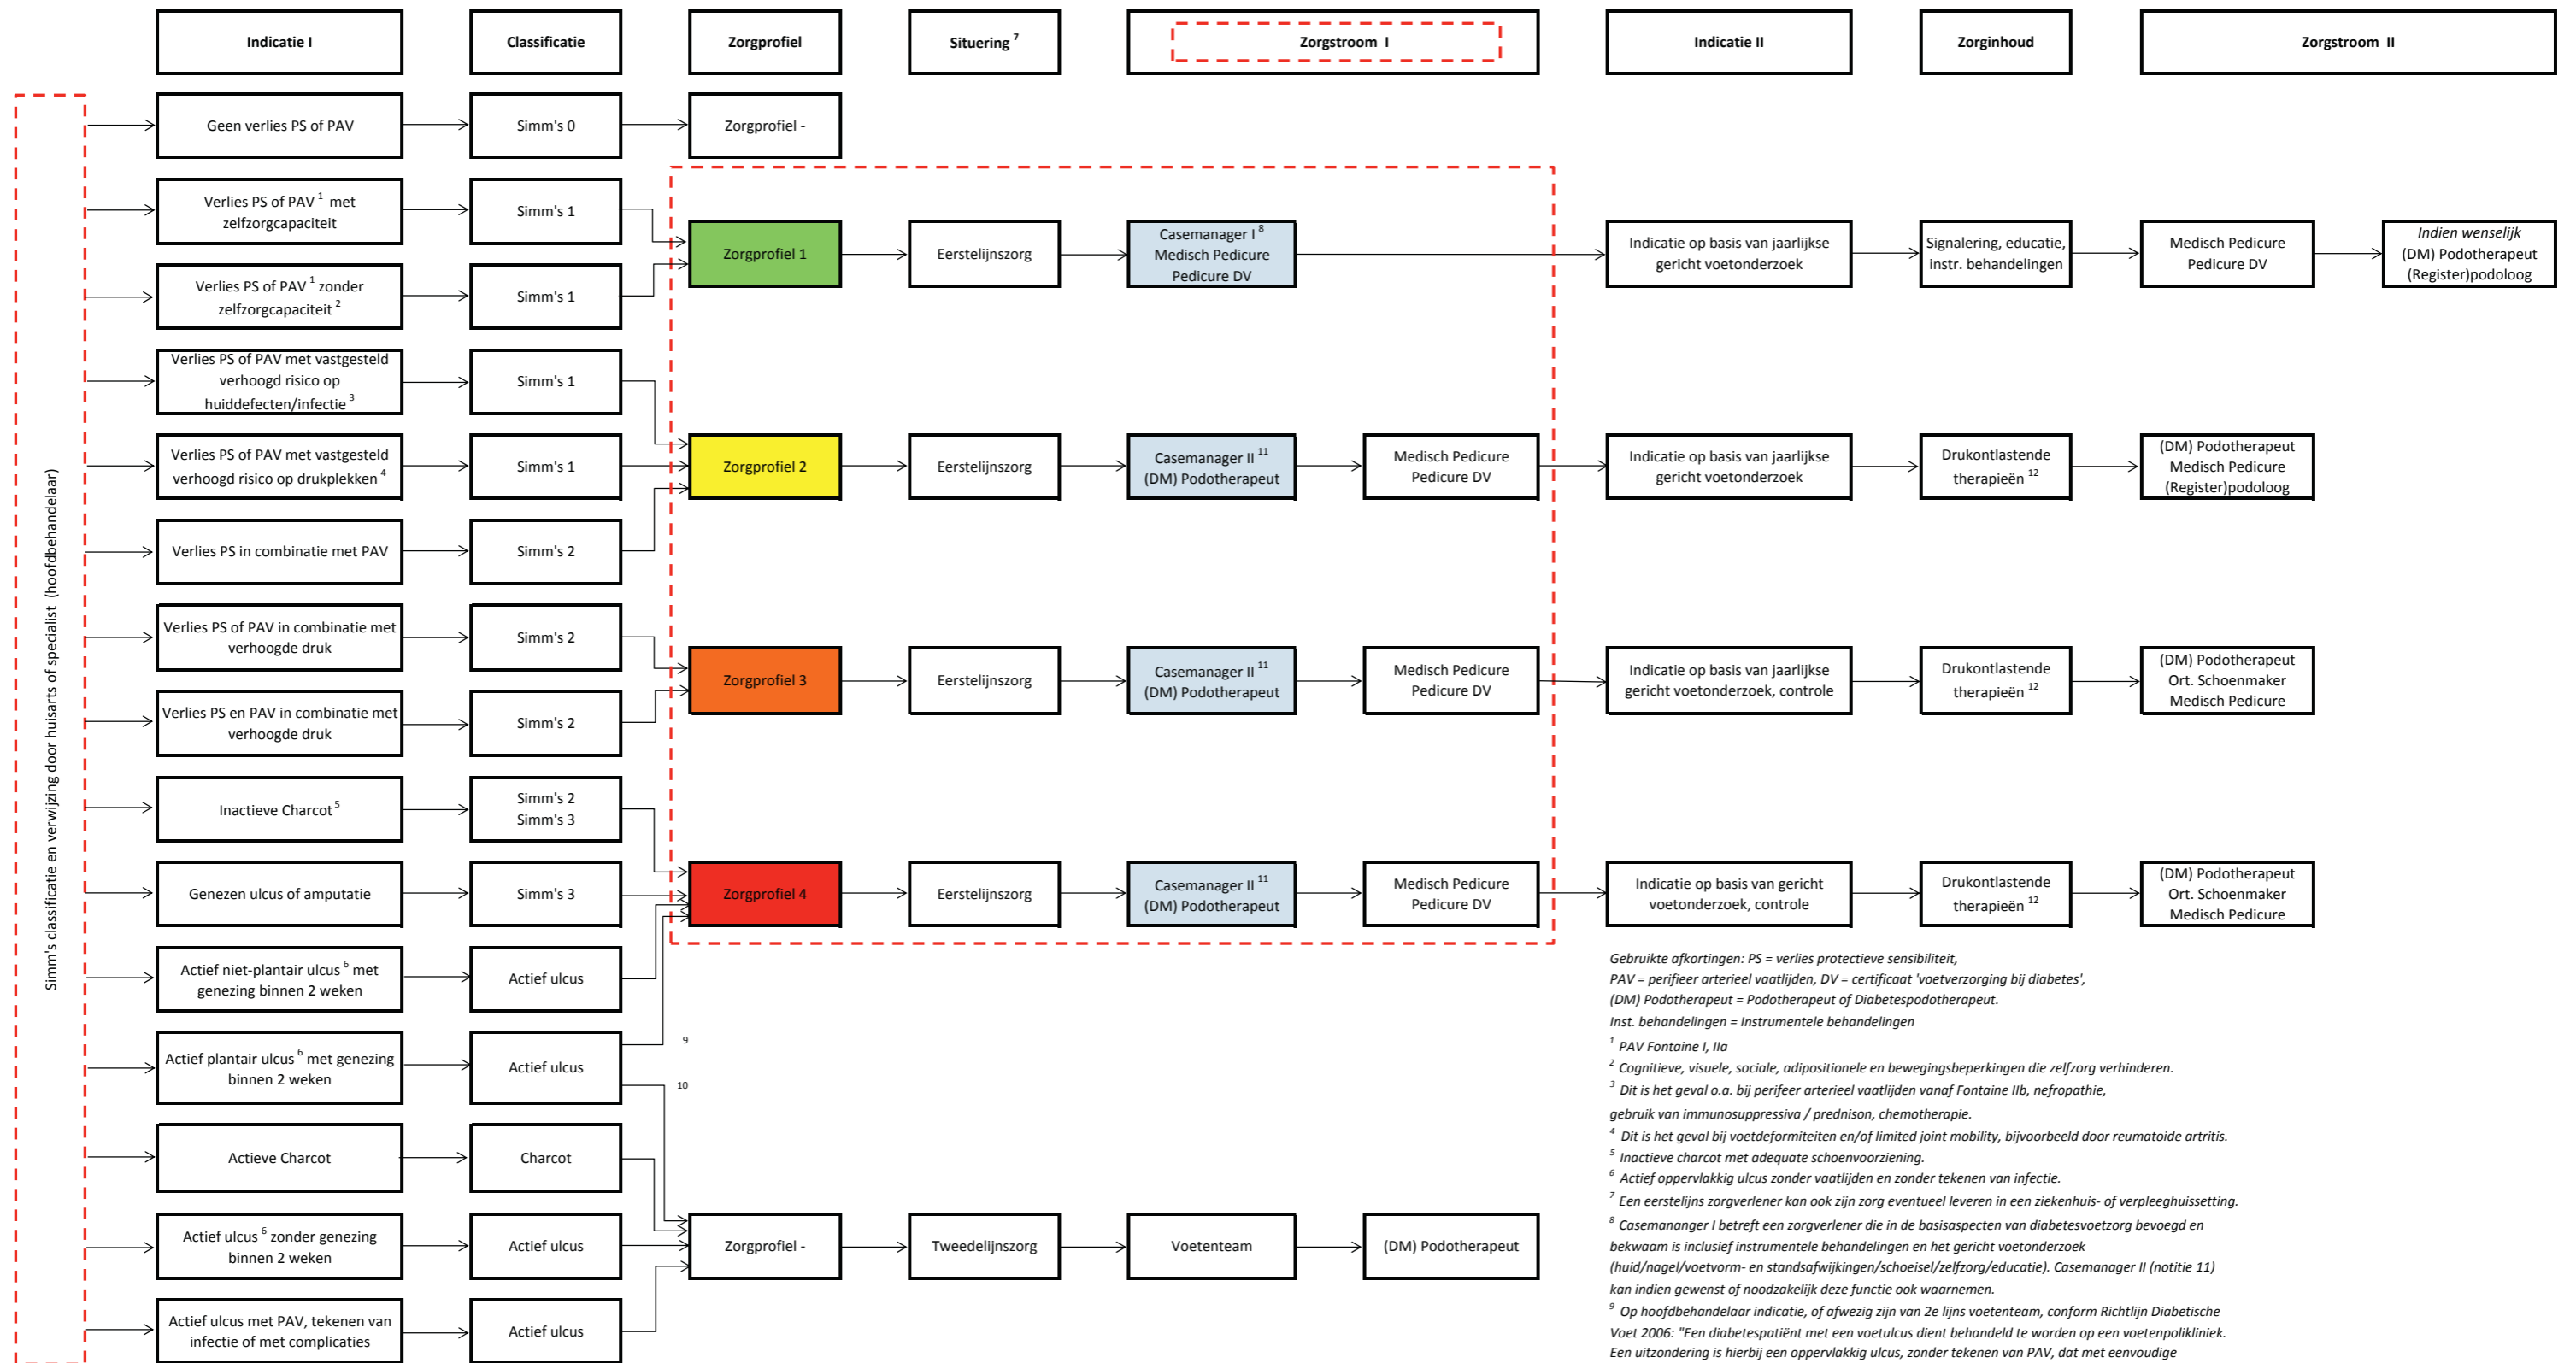 Indicatie I
Classificatie
Zorgprofiel
Situering 7
Zorgstroom I
Indicatie II
Zorginhoud
Zorgstroom II
Simm's classificatie en verwijzing door huisarts of specialist (hoofdbehandelaar)
Geen verlies PS of PAV
Simm's 0
Zorgprofiel -
Verlies PS of PAV 1 met
zelfzorgcapaciteit
Simm's 1
Verlies PS of PAV 1 zonder
zelfzorgcapaciteit 2
Simm's 1
Zorgprofiel 1
Eerstelijnszorg
Casemanager I 8
Medisch Pedicure
Pedicure DV
Indicatie op basis van jaarlijkse
gericht voetonderzoek
Signalering, educatie,
instr. behandelingen
Medisch Pedicure
Pedicure DV
Indien wenselijk
(DM) Podotherapeut
(Register)podoloog
Verlies PS of PAV met vastgesteld
verhoogd risico op
huiddefecten/infectie 3
Simm's 1
Verlies PS of PAV met vastgesteld
verhoogd risico op drukplekken 4
Simm's 1
Verlies PS in combinatie met PAV
Simm's 2
Zorgprofiel 2
Eerstelijnszorg
Casemanager II 11
(DM) Podotherapeut
Medisch Pedicure
Pedicure DV
Indicatie op basis van jaarlijkse
gericht voetonderzoek
Drukontlastende
therapieën 12
(DM) Podotherapeut
Medisch Pedicure
(Register)podoloog
Verlies PS of PAV in combinatie met
verhoogde druk
Simm's 2
Verlies PS en PAV in combinatie met
verhoogde druk
Simm's 2
Zorgprofiel 3
Eerstelijnszorg
Casemanager II 11
(DM) Podotherapeut
Medisch Pedicure
Pedicure DV
Indicatie op basis van jaarlijkse
gericht voetonderzoek, controle
Drukontlastende
therapieën 12
(DM) Podotherapeut
Ort. Schoenmaker
Medisch Pedicure
Inactieve Charcot 5
Simm's 2
Simm's 3
Genezen ulcus of amputatie
Simm's 3
Actief niet-plantair ulcus 6 met
genezing binnen 2 weken
Actief ulcus
Zorgprofiel 4
Eerstelijnszorg
Casemanager II 11
(DM) Podotherapeut
Medisch Pedicure
Pedicure DV
Indicatie op basis van gericht
voetonderzoek, controle
Drukontlastende
therapieën 12
(DM) Podotherapeut
Ort. Schoenmaker
Medisch Pedicure
Actief plantair ulcus 6 met genezing
binnen 2 weken
Actief ulcus
9
10
Actieve Charcot
Charcot
Actief ulcus 6 zonder genezing
binnen 2 weken
Actief ulcus
Zorgprofiel -
Tweedelijnszorg
Voetenteam
(DM) Podotherapeut
Actief ulcus met PAV, tekenen van
infectie of met complicaties
Actief ulcus
Gebruikte afkortingen: PS = verlies protectieve sensibiliteit,
PAV = perifieer arterieel vaatlijden, DV = certificaat 'voetverzorging bij diabetes',
(DM) Podotherapeut = Podotherapeut of Diabetespodotherapeut.
Inst. behandelingen = Instrumentele behandelingen
1 PAV Fontaine I, IIa
2 Cognitieve, visuele, sociale, adipositionele en bewegingsbeperkingen die zelfzorg verhinderen.
3 Dit is het geval o.a. bij perifeer arterieel vaatlijden vanaf Fontaine IIb, nefropathie,
gebruik van immunosuppressiva / prednison, chemotherapie.
4 Dit is het geval bij voetdeformiteiten en/of limited joint mobility, bijvoorbeeld door reumatoide artritis.
5 Inactieve charcot met adequate schoenvoorziening.
6 Actief oppervlakkig ulcus zonder vaatlijden en zonder tekenen van infectie.
7 Een eerstelijns zorgverlener kan ook zijn zorg eventueel leveren in een ziekenhuis- of verpleeghuissetting.
8 Casemananger I betreft een zorgverlener die in de basisaspecten van diabetesvoetzorg bevoegd en
bekwaam is inclusief instrumentele behandelingen en het gericht voetonderzoek
(huid/nagel/voetvorm- en standsafwijkingen/schoeisel/zelfzorg/educatie). Casemanager II (notitie 11)
kan indien gewenst of noodzakelijk deze functie ook waarnemen.
9 Op hoofdbehandelaar indicatie, of afwezig zijn van 2e lijns voetenteam, conform Richtlijn Diabetische
Voet 2006: "Een diabetespatiënt met een voetulcus dient behandeld te worden op een voetenpolikliniek.
Een uitzondering is hierbij een oppervlakkig ulcus, zonder tekenen van PAV, dat met eenvoudige